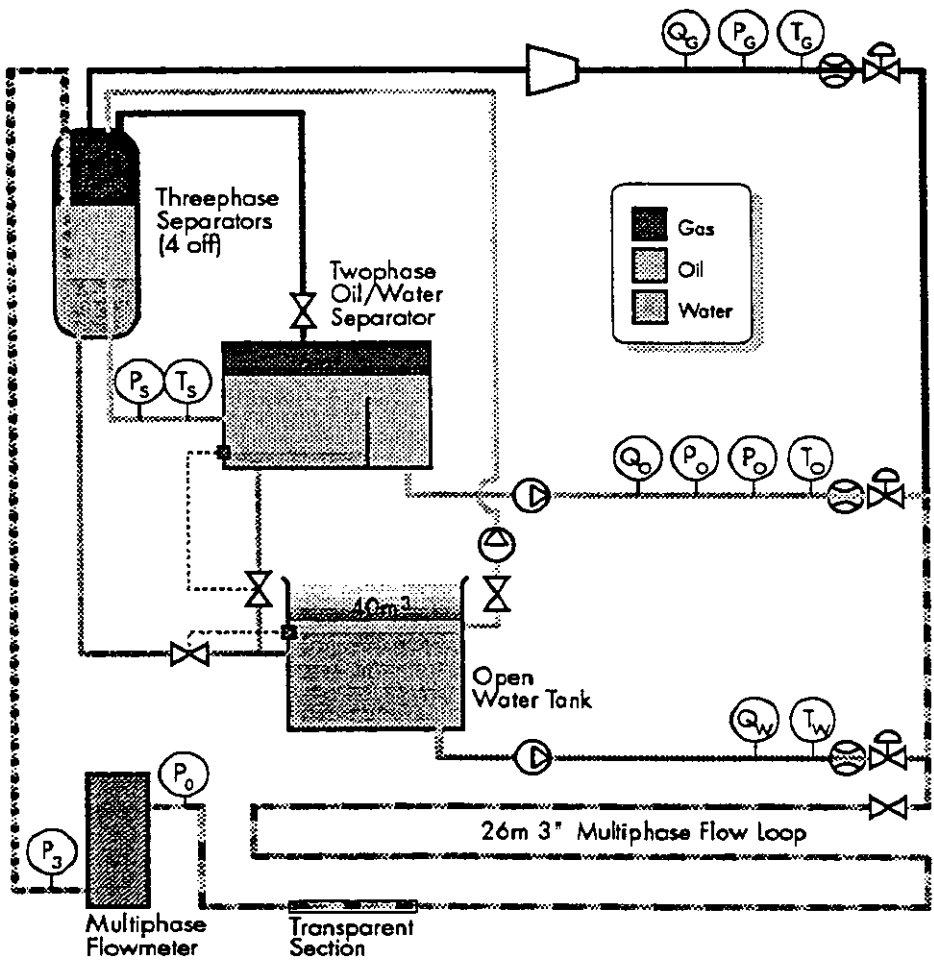 Q_G P_G T_G
Threephase
Separators
(4 off)
Gas
Oil
Water
Twophase
Oil/Water
Separator
P_S T_S
Q_O P_O P_O T_O
40m³
Open
Water Tank
Q_W T_W
P_0
26m 3" Multiphase Flow Loop
P_3
Multiphase
Flowmeter
Transparent
Section